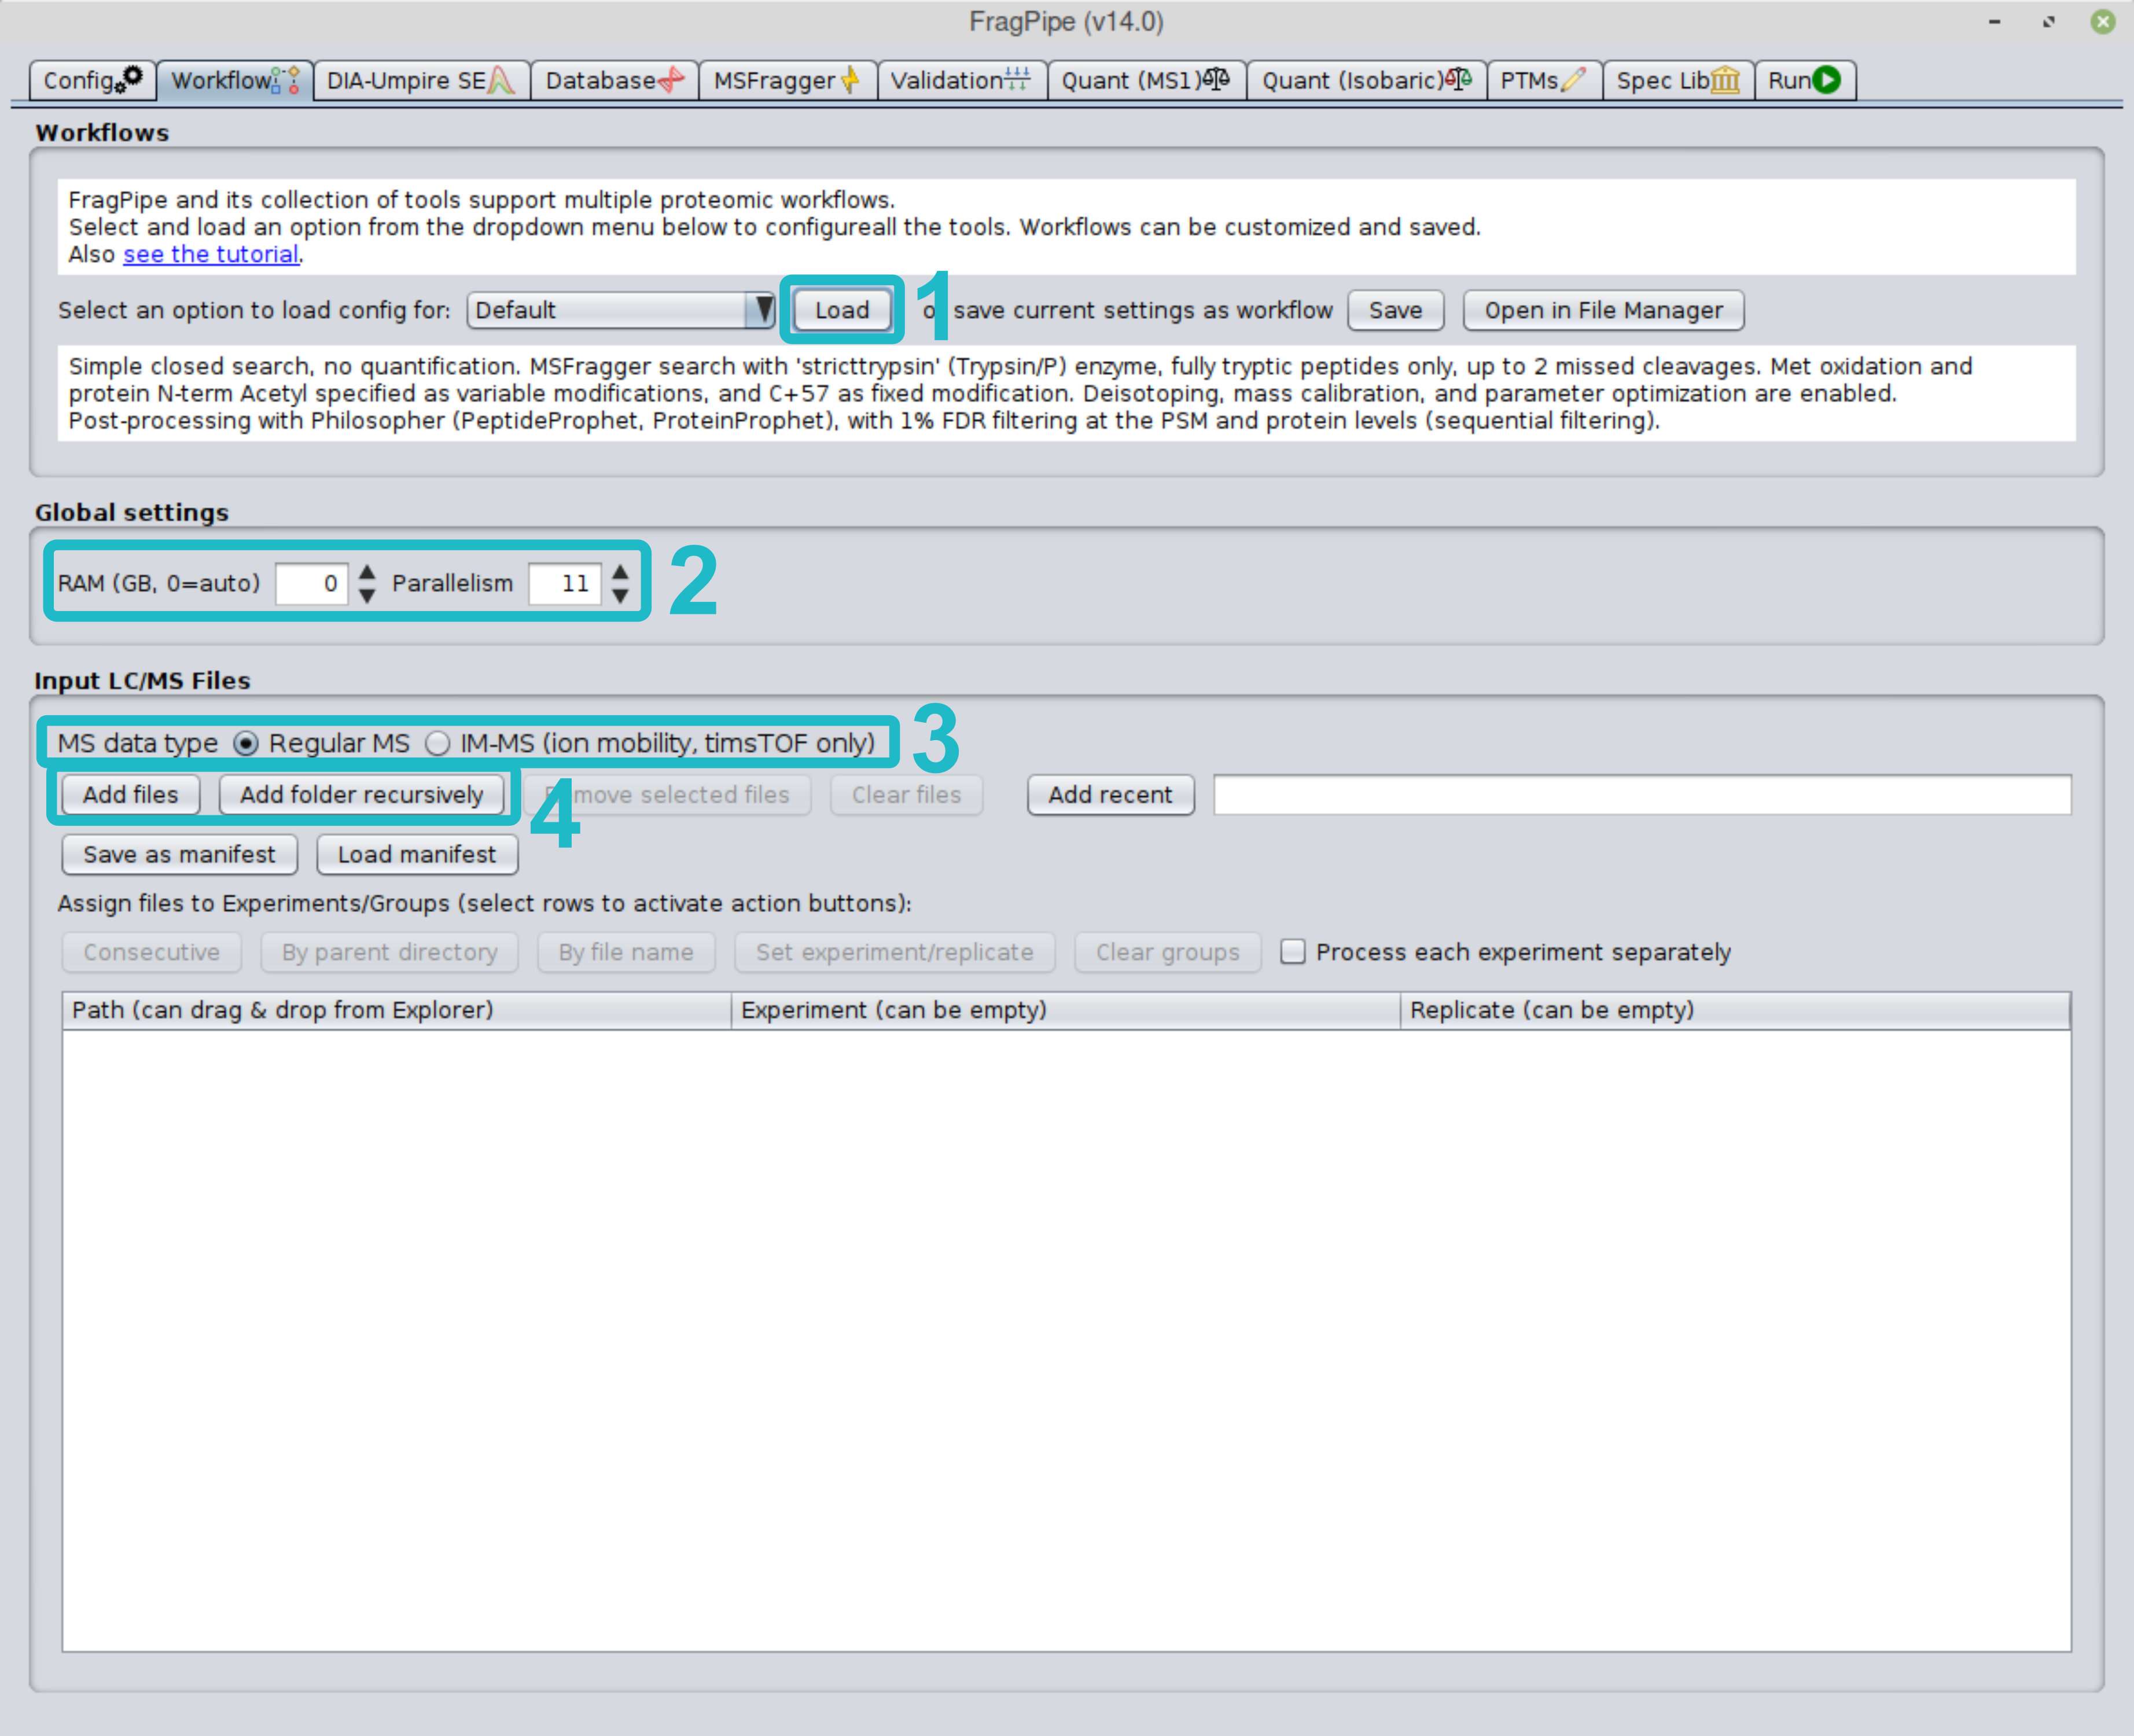 FragPipe (v14.0)
Config Workflow DIA-Umpire SE Database MSFragger Validation Quant (MS1) Quant (Isobaric) PTMs Spec Lib Run
Workflows
FragPipe and its collection of tools support multiple proteomic workflows.
Select and load an option from the dropdown menu below to configureall the tools. Workflows can be customized and saved.
Also see the tutorial.
Select an option to load config for: Default Load 1 save current settings as workflow Save Open in File Manager
Simple closed search, no quantification. MSFragger search with 'stricttrypsin' (Trypsin/P) enzyme, fully tryptic peptides only, up to 2 missed cleavages. Met oxidation and
protein N-term Acetyl specified as variable modifications, and C+57 as fixed modification. Deisotoping, mass calibration, and parameter optimization are enabled.
Post-processing with Philosopher (PeptideProphet, ProteinProphet), with 1% FDR filtering at the PSM and protein levels (sequential filtering).
Global settings
RAM (GB, 0=auto) 0 Parallelism 11 2
Input LC/MS Files
MS data type Regular MS IM-MS (ion mobility, timsTOF only) 3
Add files Add folder recursively 4 selected files Clear files Add recent
Save as manifest Load manifest
Assign files to Experiments/Groups (select rows to activate action buttons):
Consecutive By parent directory By file name Set experiment/replicate Clear groups Process each experiment separately
Path (can drag & drop from Explorer) Experiment (can be empty) Replicate (can be empty)